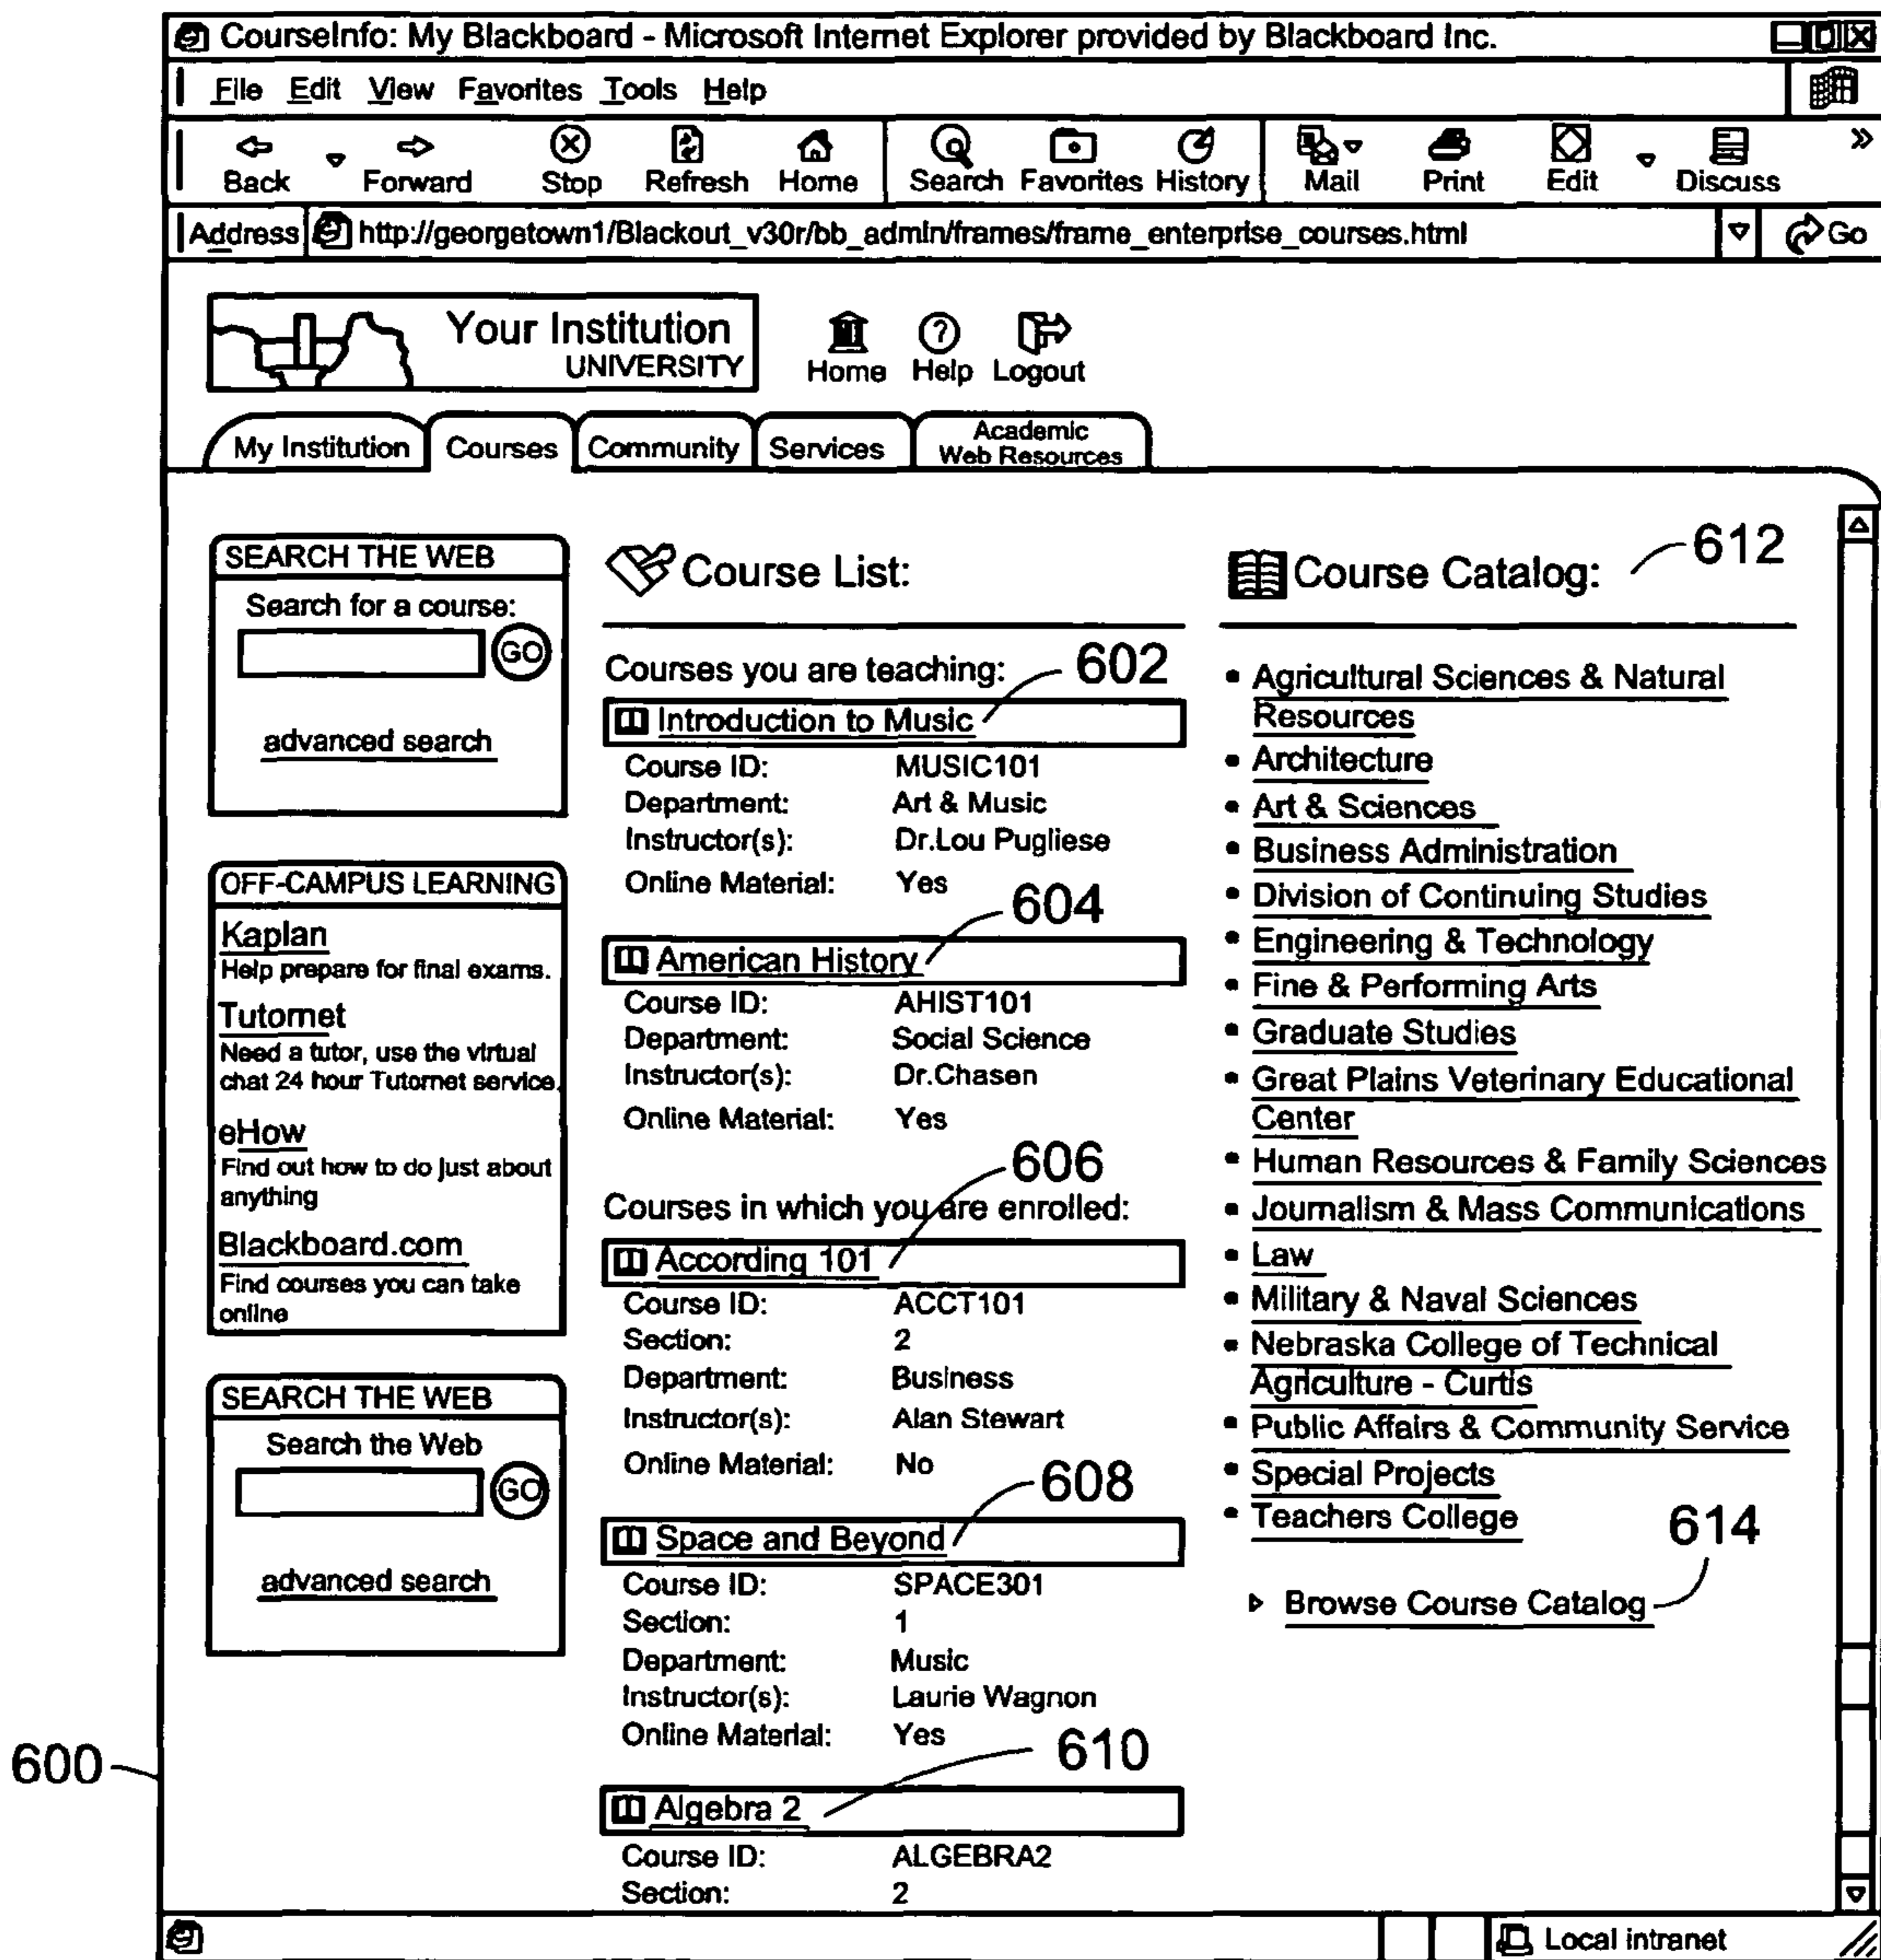 CourseInfo: My Blackboard - Microsoft Internet Explorer provided by Blackboard Inc.
File Edit View Favorites Tools Help
Back Forward Stop Refresh Home Search Favorites History Mail Print Edit Discuss »
Address http://georgetown1/Blackout_v30r/bb_admin/frames/frame_enterprise_courses.html Go
Your Institution
UNIVERSITY
Home Help Logout
My Institution Courses Community Services Academic
Web Resources
SEARCH THE WEB
Search for a course:
GO
advanced search
OFF-CAMPUS LEARNING
Kaplan
Help prepare for final exams.
Tutornet
Need a tutor, use the virtual
chat 24 hour Tutornet service.
eHow
Find out how to do just about
anything
Blackboard.com
Find courses you can take
online
SEARCH THE WEB
Search the Web
GO
advanced search
600
Course List:
Courses you are teaching: 602
Introduction to Music
Course ID: MUSIC101
Department: Art & Music
Instructor(s): Dr.Lou Pugliese
Online Material: Yes
604
American History
Course ID: AHIST101
Department: Social Science
Instructor(s): Dr.Chasen
Online Material: Yes
606
Courses in which you are enrolled:
According 101
Course ID: ACCT101
Section: 2
Department: Business
Instructor(s): Alan Stewart
Online Material: No
608
Space and Beyond
Course ID: SPACE301
Section: 1
Department: Music
Instructor(s): Laurie Wagnon
Online Material: Yes
610
Algebra 2
Course ID: ALGEBRA2
Section: 2
Course Catalog: 612
• Agricultural Sciences & Natural
Resources
• Architecture
• Art & Sciences
• Business Administration
• Division of Continuing Studies
• Engineering & Technology
• Fine & Performing Arts
• Graduate Studies
• Great Plains Veterinary Educational
Center
• Human Resources & Family Sciences
• Journalism & Mass Communications
• Law
• Military & Naval Sciences
• Nebraska College of Technical
Agriculture - Curtis
• Public Affairs & Community Service
• Special Projects
• Teachers College
614
Browse Course Catalog
Local intranet